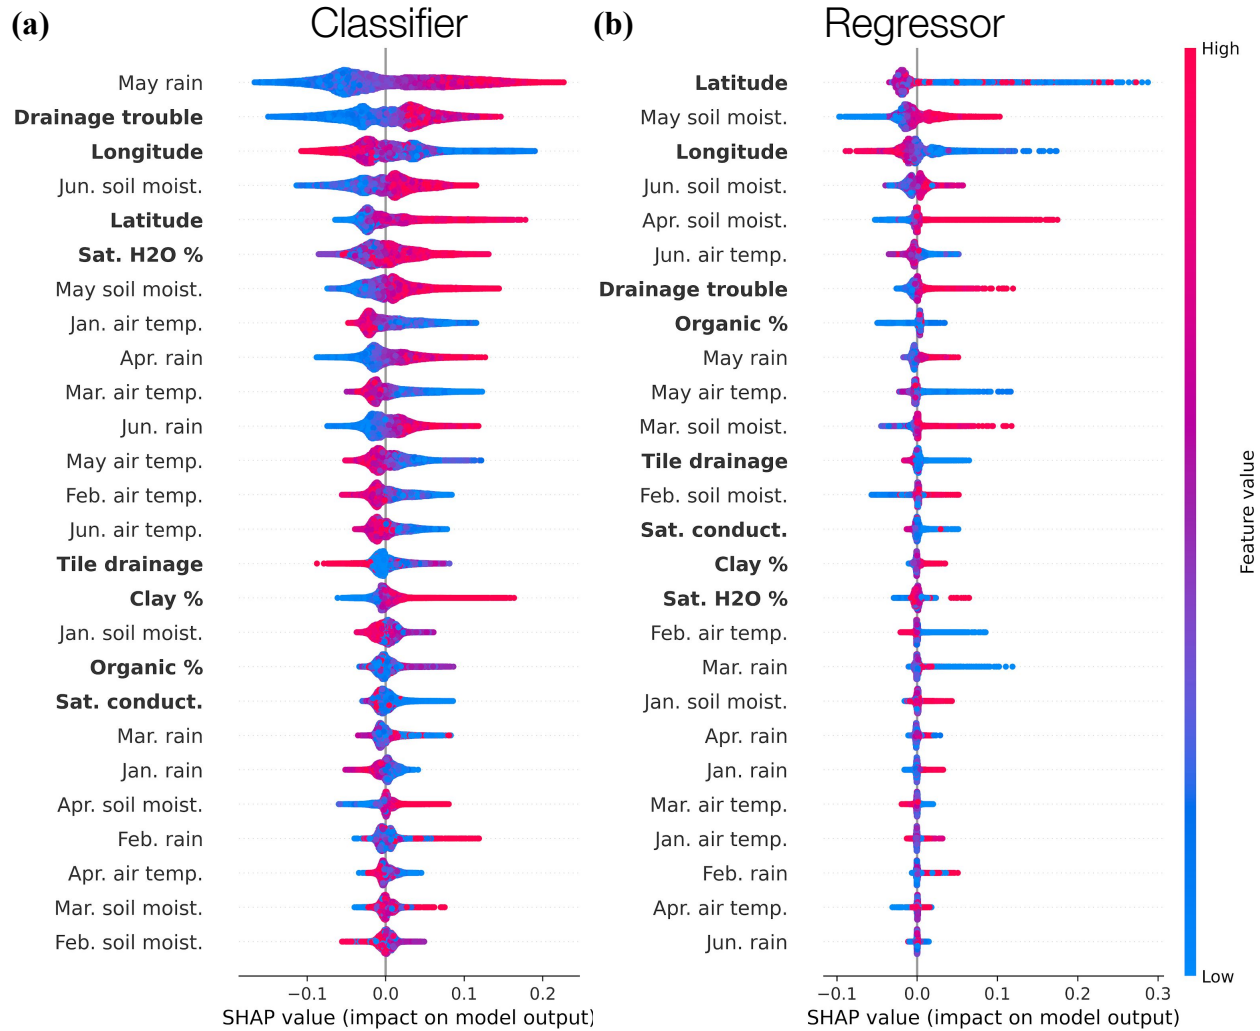 (a)
Classifier
May rain
Drainage trouble
Longitude
Jun. soil moist.
Latitude
Sat. H2O %
May soil moist.
Jan. air temp.
Apr. rain
Mar. air temp.
Jun. rain
May air temp.
Feb. air temp.
Jun. air temp.
Tile drainage
Clay %
Jan. soil moist.
Organic %
Sat. conduct.
Mar. rain
Jan. rain
Apr. soil moist.
Feb. rain
Apr. air temp.
Mar. soil moist.
Feb. soil moist.
−0.1 0.0 0.1 0.2
SHAP value (impact on model output)
(b)
Regressor
Latitude
May soil moist.
Longitude
Jun. soil moist.
Apr. soil moist.
Jun. air temp.
Drainage trouble
Organic %
May rain
May air temp.
Mar. soil moist.
Tile drainage
Feb. soil moist.
Sat. conduct.
Clay %
Sat. H2O %
Feb. air temp.
Mar. rain
Jan. soil moist.
Apr. rain
Jan. rain
Mar. air temp.
Jan. air temp.
Feb. rain
Apr. air temp.
Jun. rain
−0.1 0.0 0.1 0.2 0.3
SHAP value (impact on model output)
High
Feature value
Low